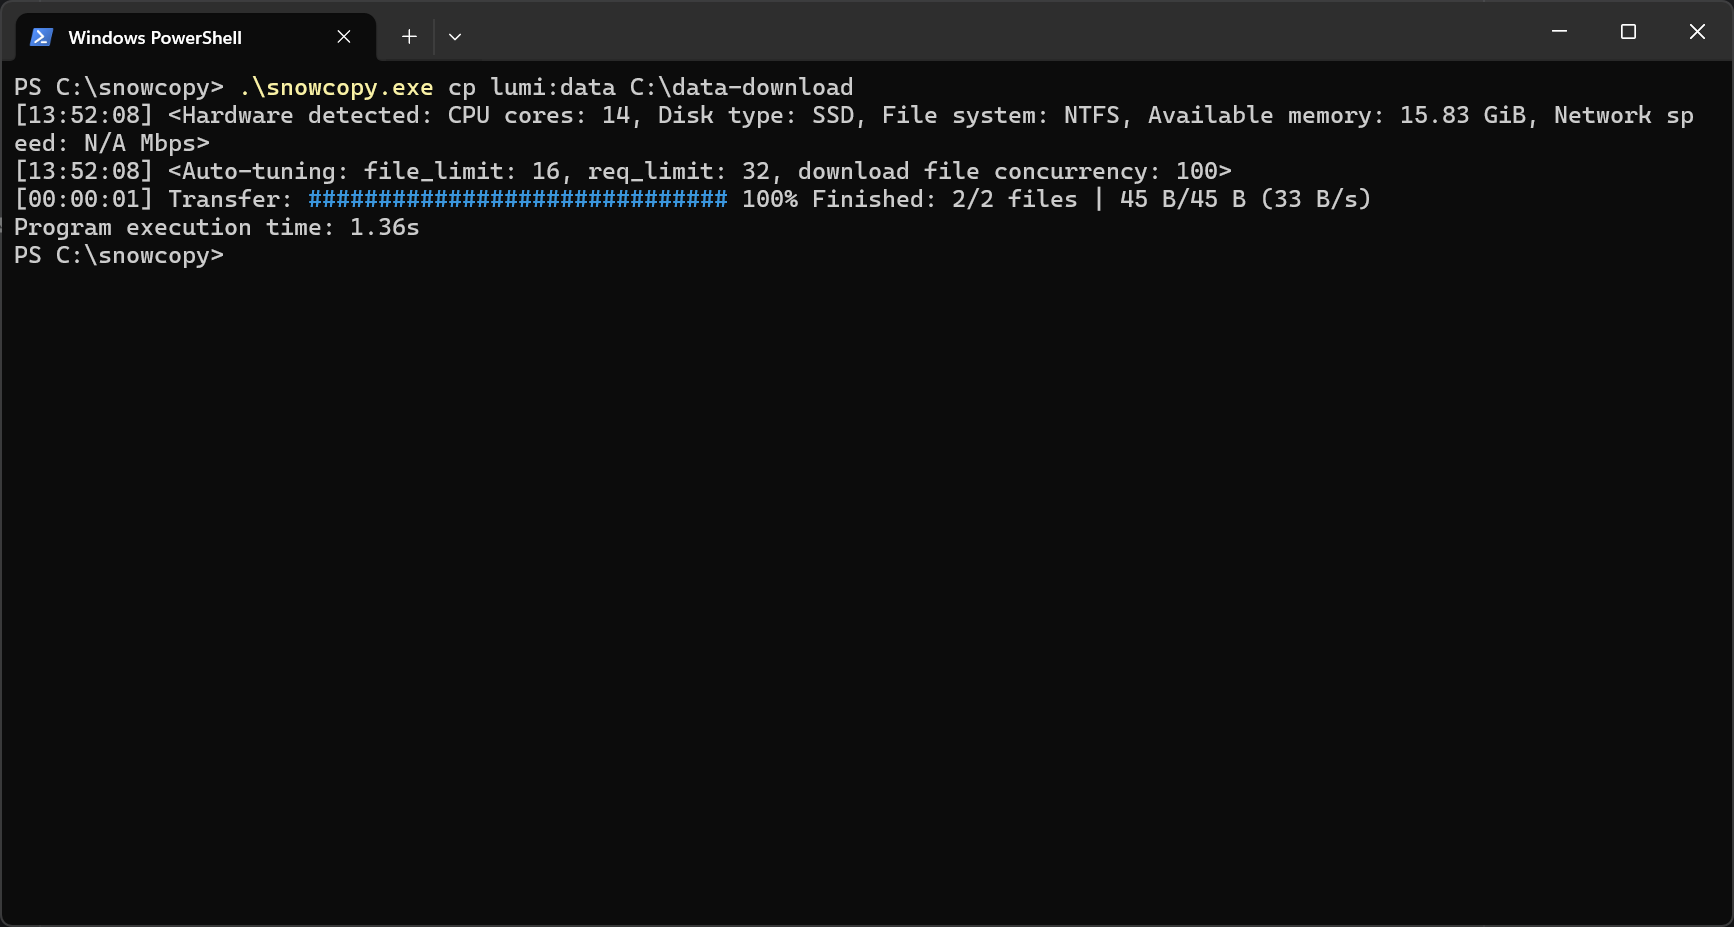 Windows PowerShell
PS C:\snowcopy> .\snowcopy.exe cp lumi:data C:\data-download
[13:52:08] <Hardware detected: CPU cores: 14, Disk type: SSD, File system: NTFS, Available memory: 15.83 GiB, Network sp
eed: N/A Mbps>
[13:52:08] <Auto-tuning: file_limit: 16, req_limit: 32, download file concurrency: 100>
[00:00:01] Transfer: ############################## 100% Finished: 2/2 files | 45 B/45 B (33 B/s)
Program execution time: 1.36s
PS C:\snowcopy>